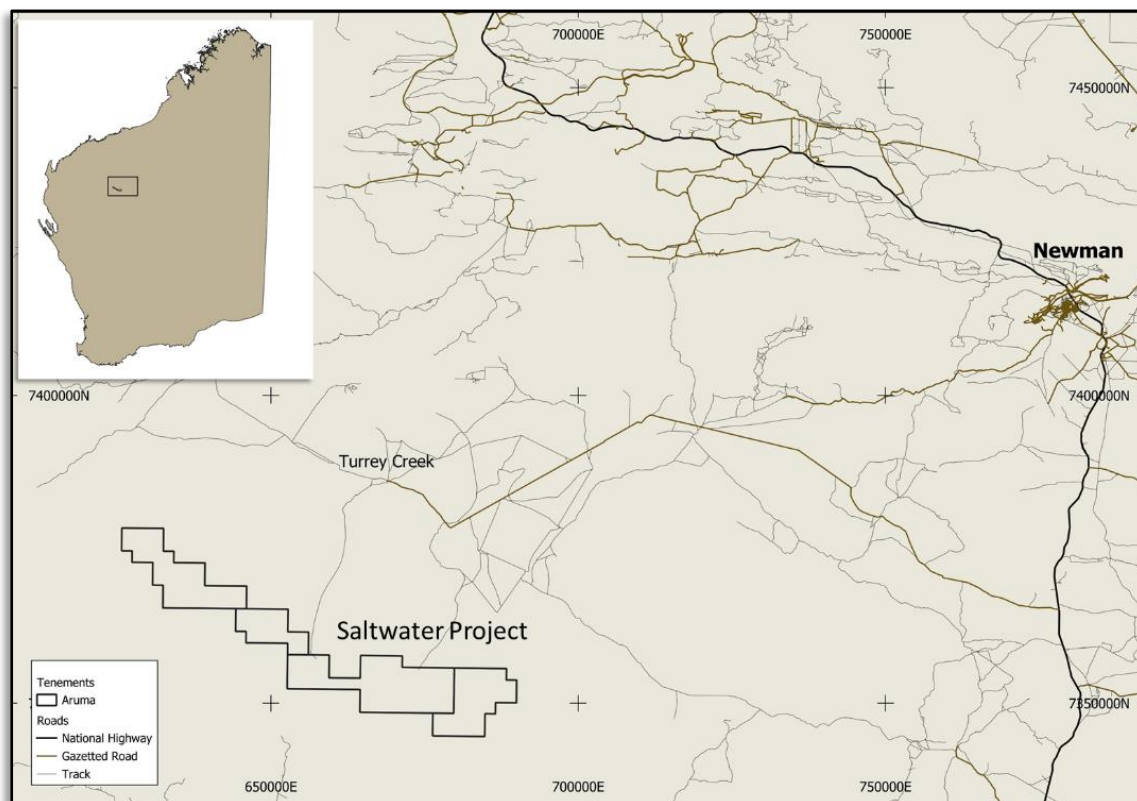 700000E
750000E
7450000N
Newman
7400000N
7400000N
Turrey Creek
Saltwater Project
Tenements
Aruma
Roads
National Highway
Gazetted Road
Track
7350000N
650000E
700000E
750000E